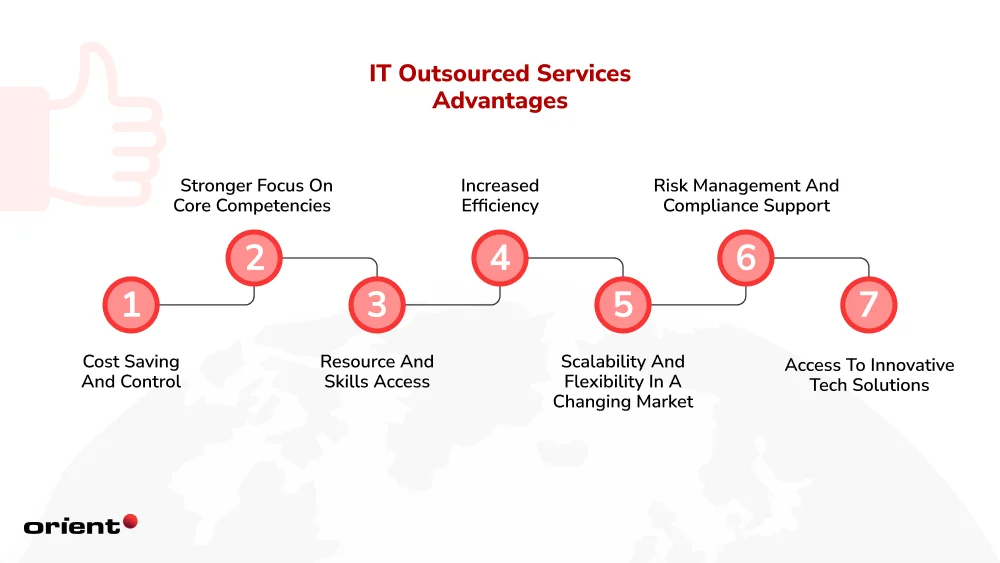 IT Outsourced Services
Advantages
1
Cost Saving
And Control
2
Stronger Focus On
Core Competencies
3
Resource And
Skills Access
4
Increased
Efficiency
5
Scalability And
Flexibility In A
Changing Market
6
Risk Management And
Compliance Support
7
Access To Innovative
Tech Solutions
orient